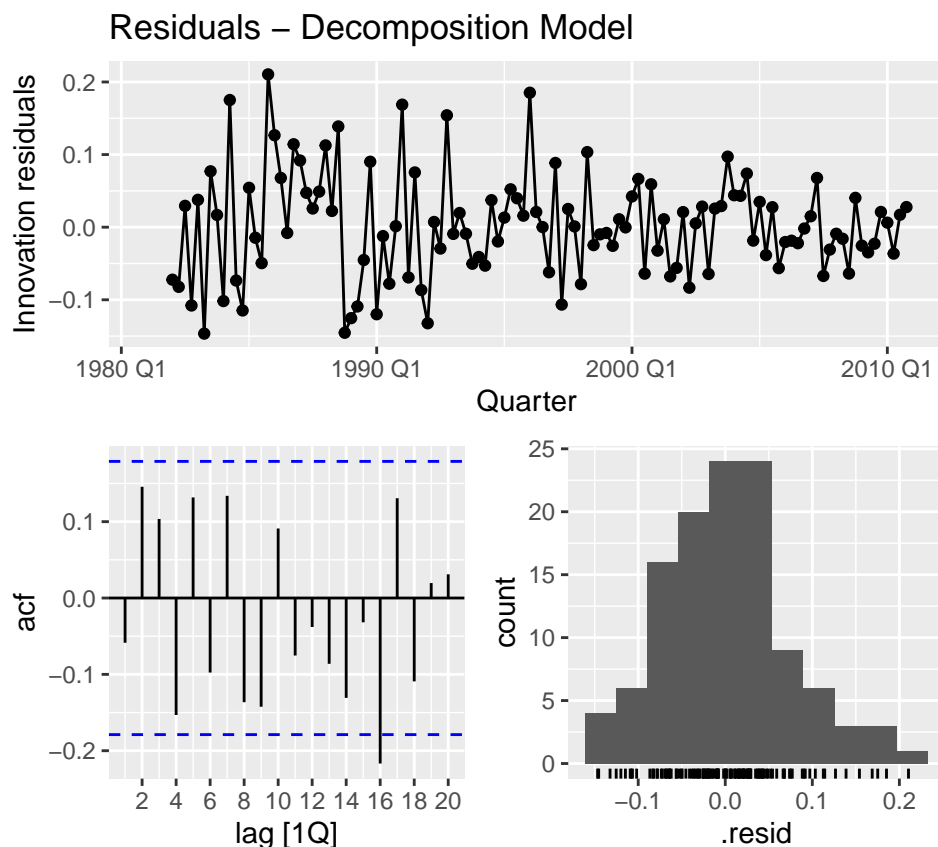 Residuals − Decomposition Model
Innovation residuals
0.2
0.1
0.0
−0.1
1980 Q1 1990 Q1 2000 Q1 2010 Q1
Quarter
acf
0.1
0.0
−0.1
−0.2
2 4 6 8 10 12 14 16 18 20
lag [1Q]
count
25
20
15
10
5
0
−0.1 0.0 0.1 0.2
.resid